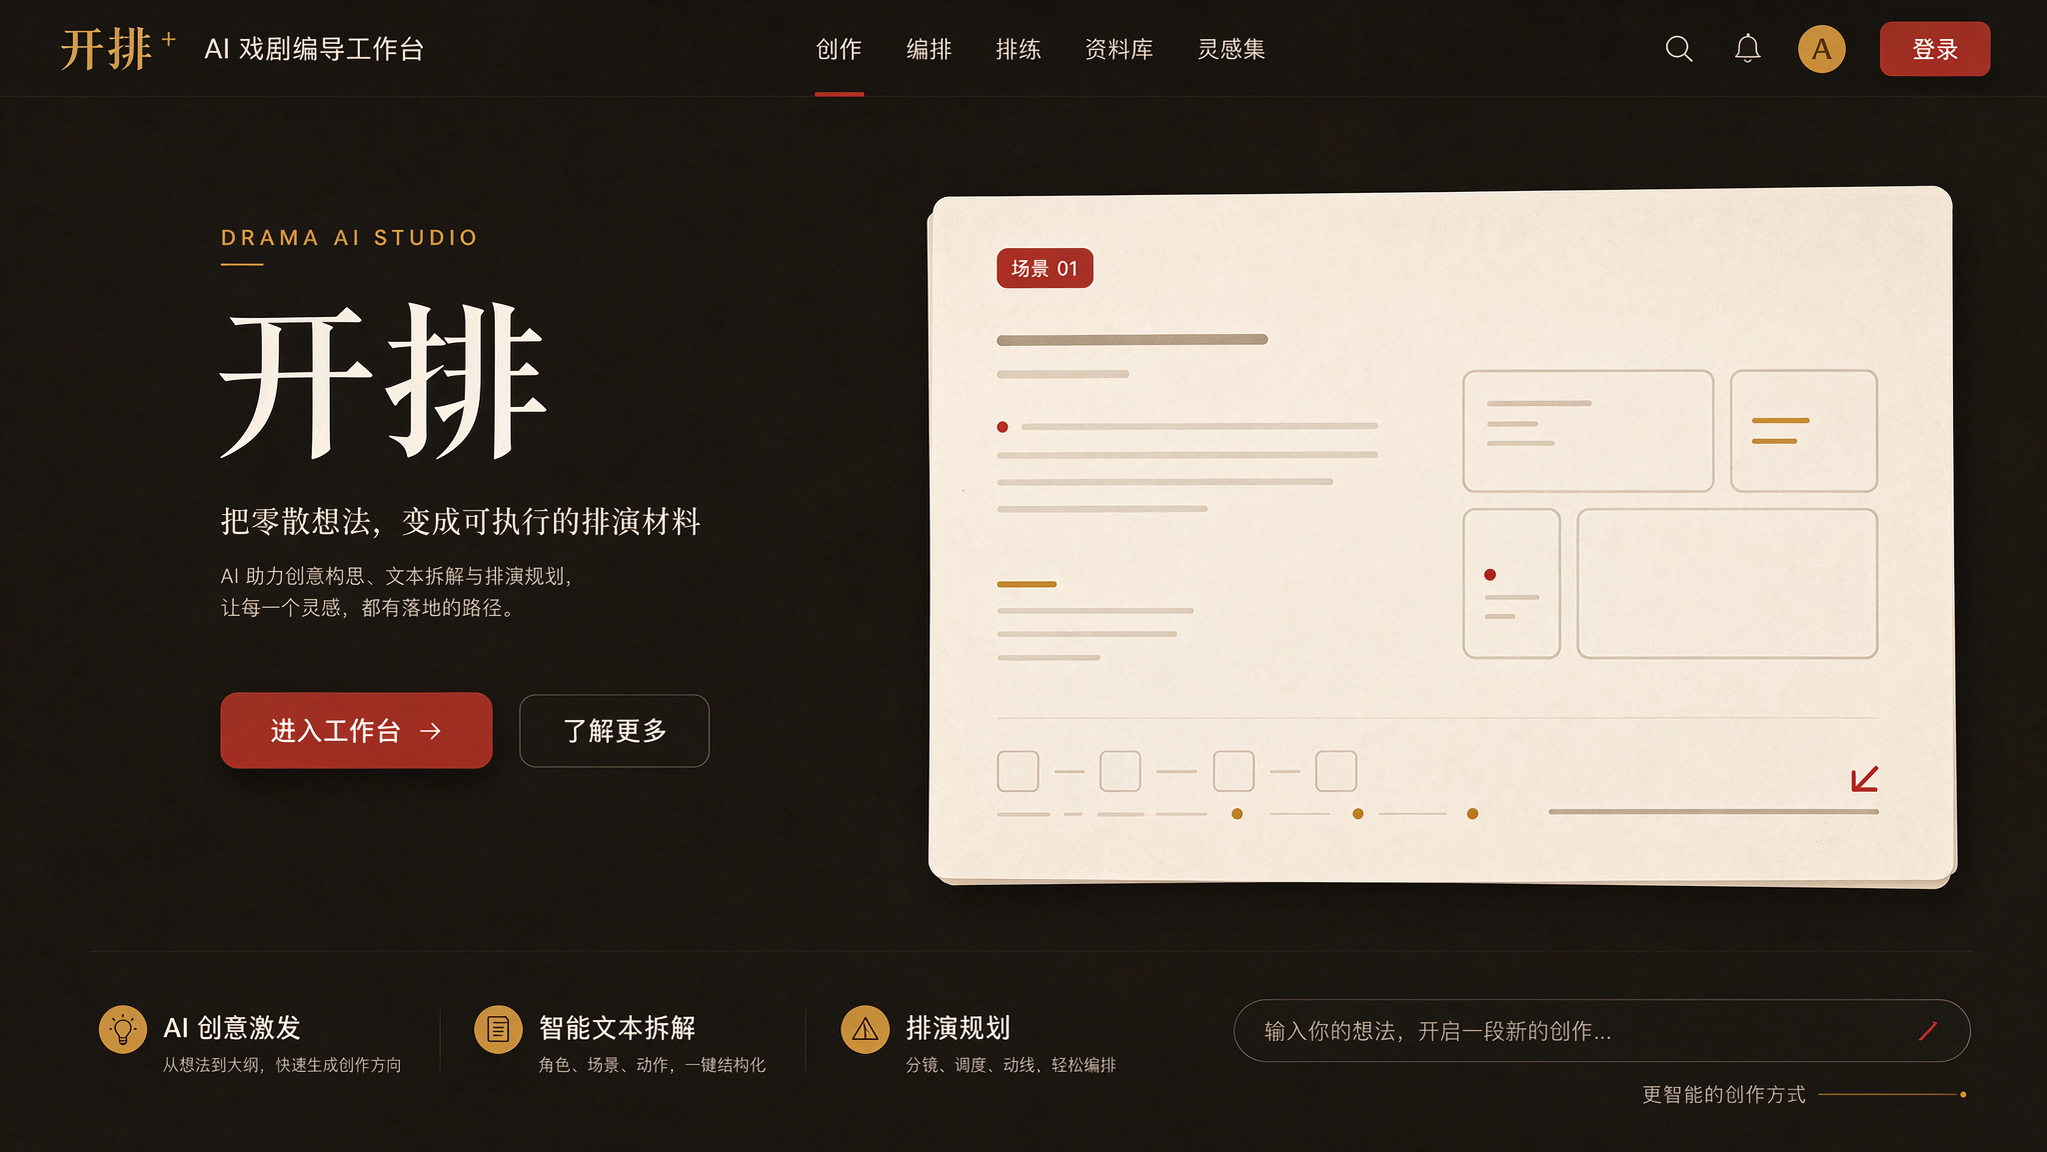 开排+ AI 戏剧编导工作台 创作 编排 排练 资料库 灵感集 A 登录
DRAMA AI STUDIO
开排
把零散想法，变成可执行的排演材料
AI 助力创意构思、文本拆解与排演规划，
让每一个灵感，都有落地的路径。
进入工作台 → 了解更多
场景 01
AI 创意激发
从想法到大纲，快速生成创作方向
智能文本拆解
角色、场景、动作，一键结构化
排演规划
分镜、调度、动线，轻松编排
输入你的想法，开启一段新的创作...
更智能的创作方式